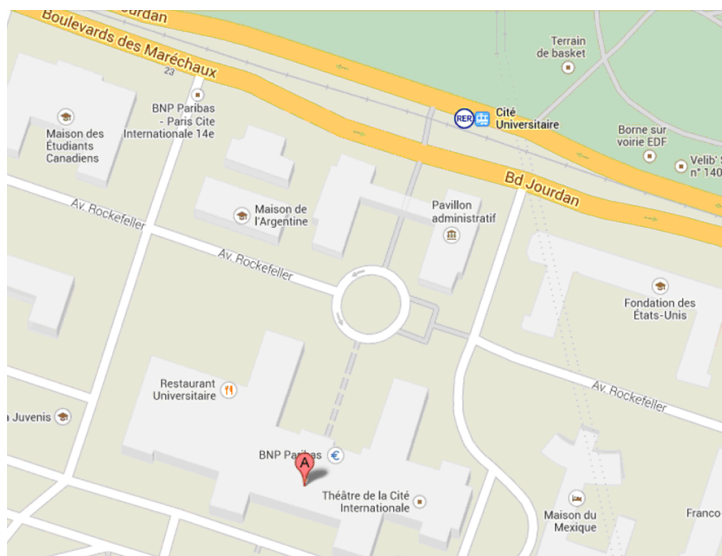 Jourdan
Boulevards des Maréchaux
23
Terrain
de basket
BNP Paribas
- Paris Cite
Internationale 14e
Maison des
Étudiants
Canadiens
RER
Cité
Universitaire
Borne sur
voirie EDF
Velib' S
n° 140
Bd Jourdan
Av. Rockefeller
Maison de
l'Argentine
Pavillon
administratif
Av. Rockefeller
Fondation des
États-Unis
Restaurant
Universitaire
Av. Rockefeller
a Juvenis
BNP Paribas
€
A
Théâtre de la Cité
Internationale
Maison du
Mexique
Franco